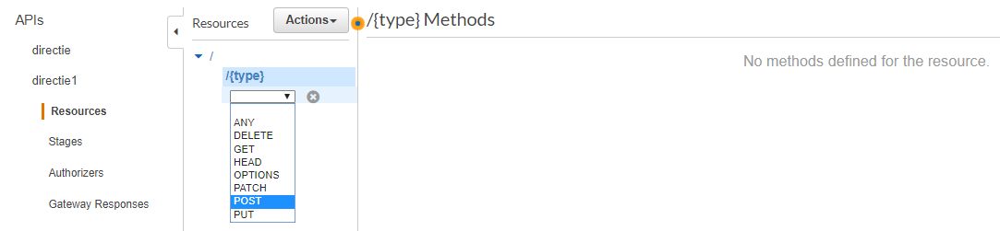 APIs
directie
directie1
Resources
Stages
Authorizers
Gateway Responses
Resources
Actions
/
/{type}
ANY
DELETE
GET
HEAD
OPTIONS
PATCH
POST
PUT
/{type} Methods
No methods defined for the resource.